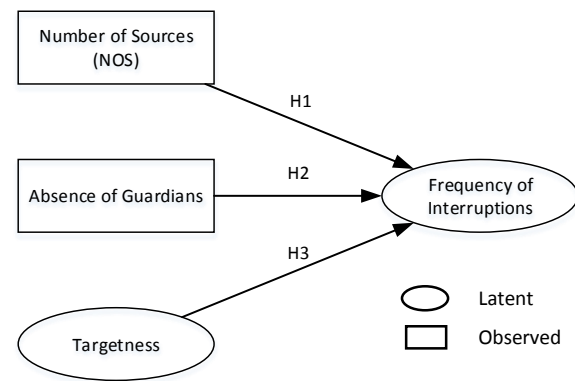 Number of Sources
(NOS)
H1
Absence of Guardians
H2
Frequency of
Interruptions
H3
Targetness
Latent
Observed